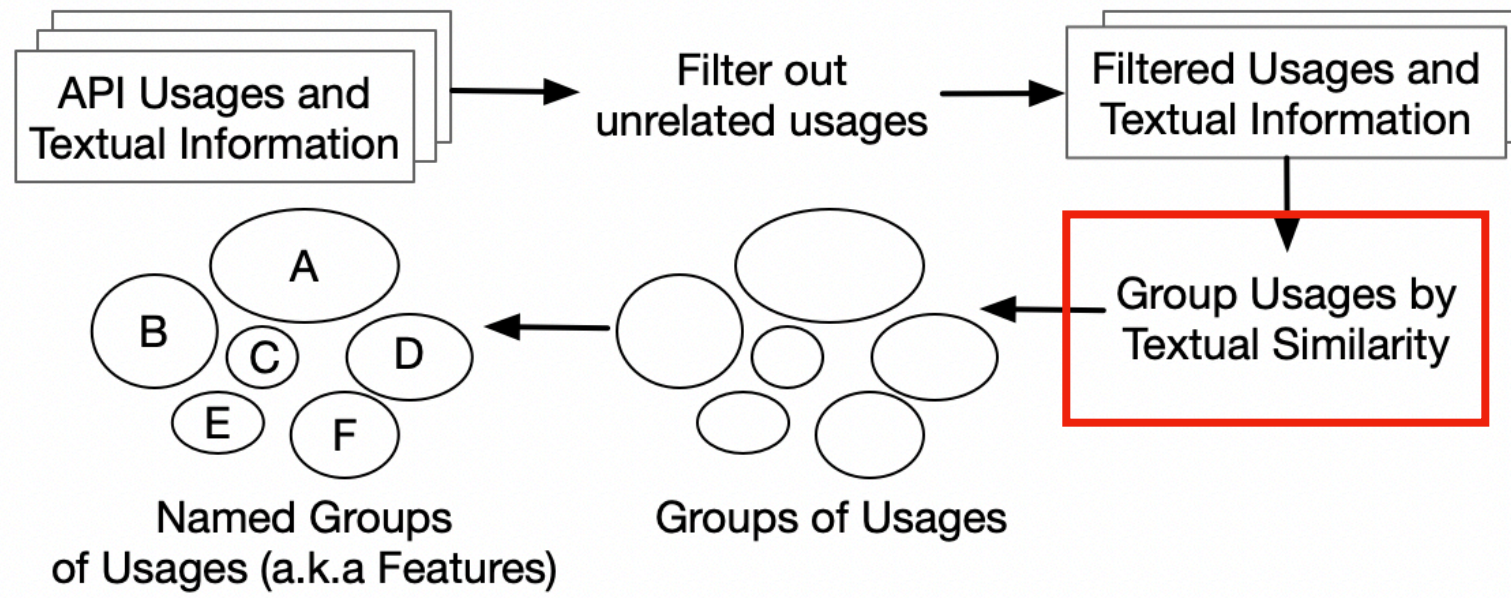 API Usages and
Textual Information
Filter out
unrelated usages
Filtered Usages and
Textual Information
Group Usages by
Textual Similarity
A
B
C
D
E
F
Named Groups
of Usages (a.k.a Features)
Groups of Usages